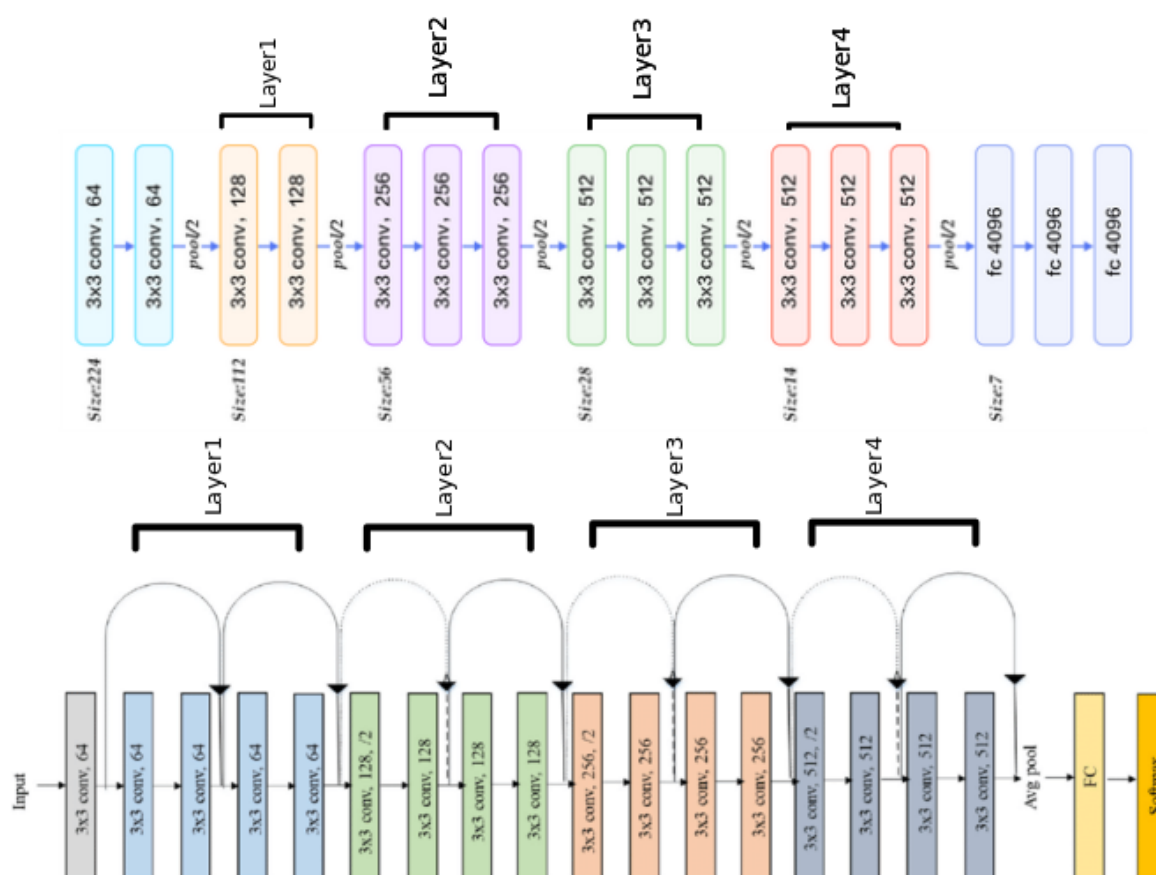 Layer1
Layer2
Layer3
Layer4
3x3 conv, 64
3x3 conv, 64
pool/2
3x3 conv, 128
3x3 conv, 128
pool/2
3x3 conv, 256
3x3 conv, 256
3x3 conv, 256
pool/2
3x3 conv, 512
3x3 conv, 512
3x3 conv, 512
pool/2
3x3 conv, 512
3x3 conv, 512
3x3 conv, 512
pool/2
fc 4096
fc 4096
fc 4096
Size:224
Size:112
Size:56
Size:28
Size:14
Size:7
Layer1
Layer2
Layer3
Layer4
Input
3x3 conv, 64
3x3 conv, 64
3x3 conv, 64
3x3 conv, 64
3x3 conv, 64
3x3 conv, 128, /2
3x3 conv, 128
3x3 conv, 128
3x3 conv, 128
3x3 conv, 256, /2
3x3 conv, 256
3x3 conv, 256
3x3 conv, 256
3x3 conv, 512, /2
3x3 conv, 512
3x3 conv, 512
3x3 conv, 512
Avg pool
FC